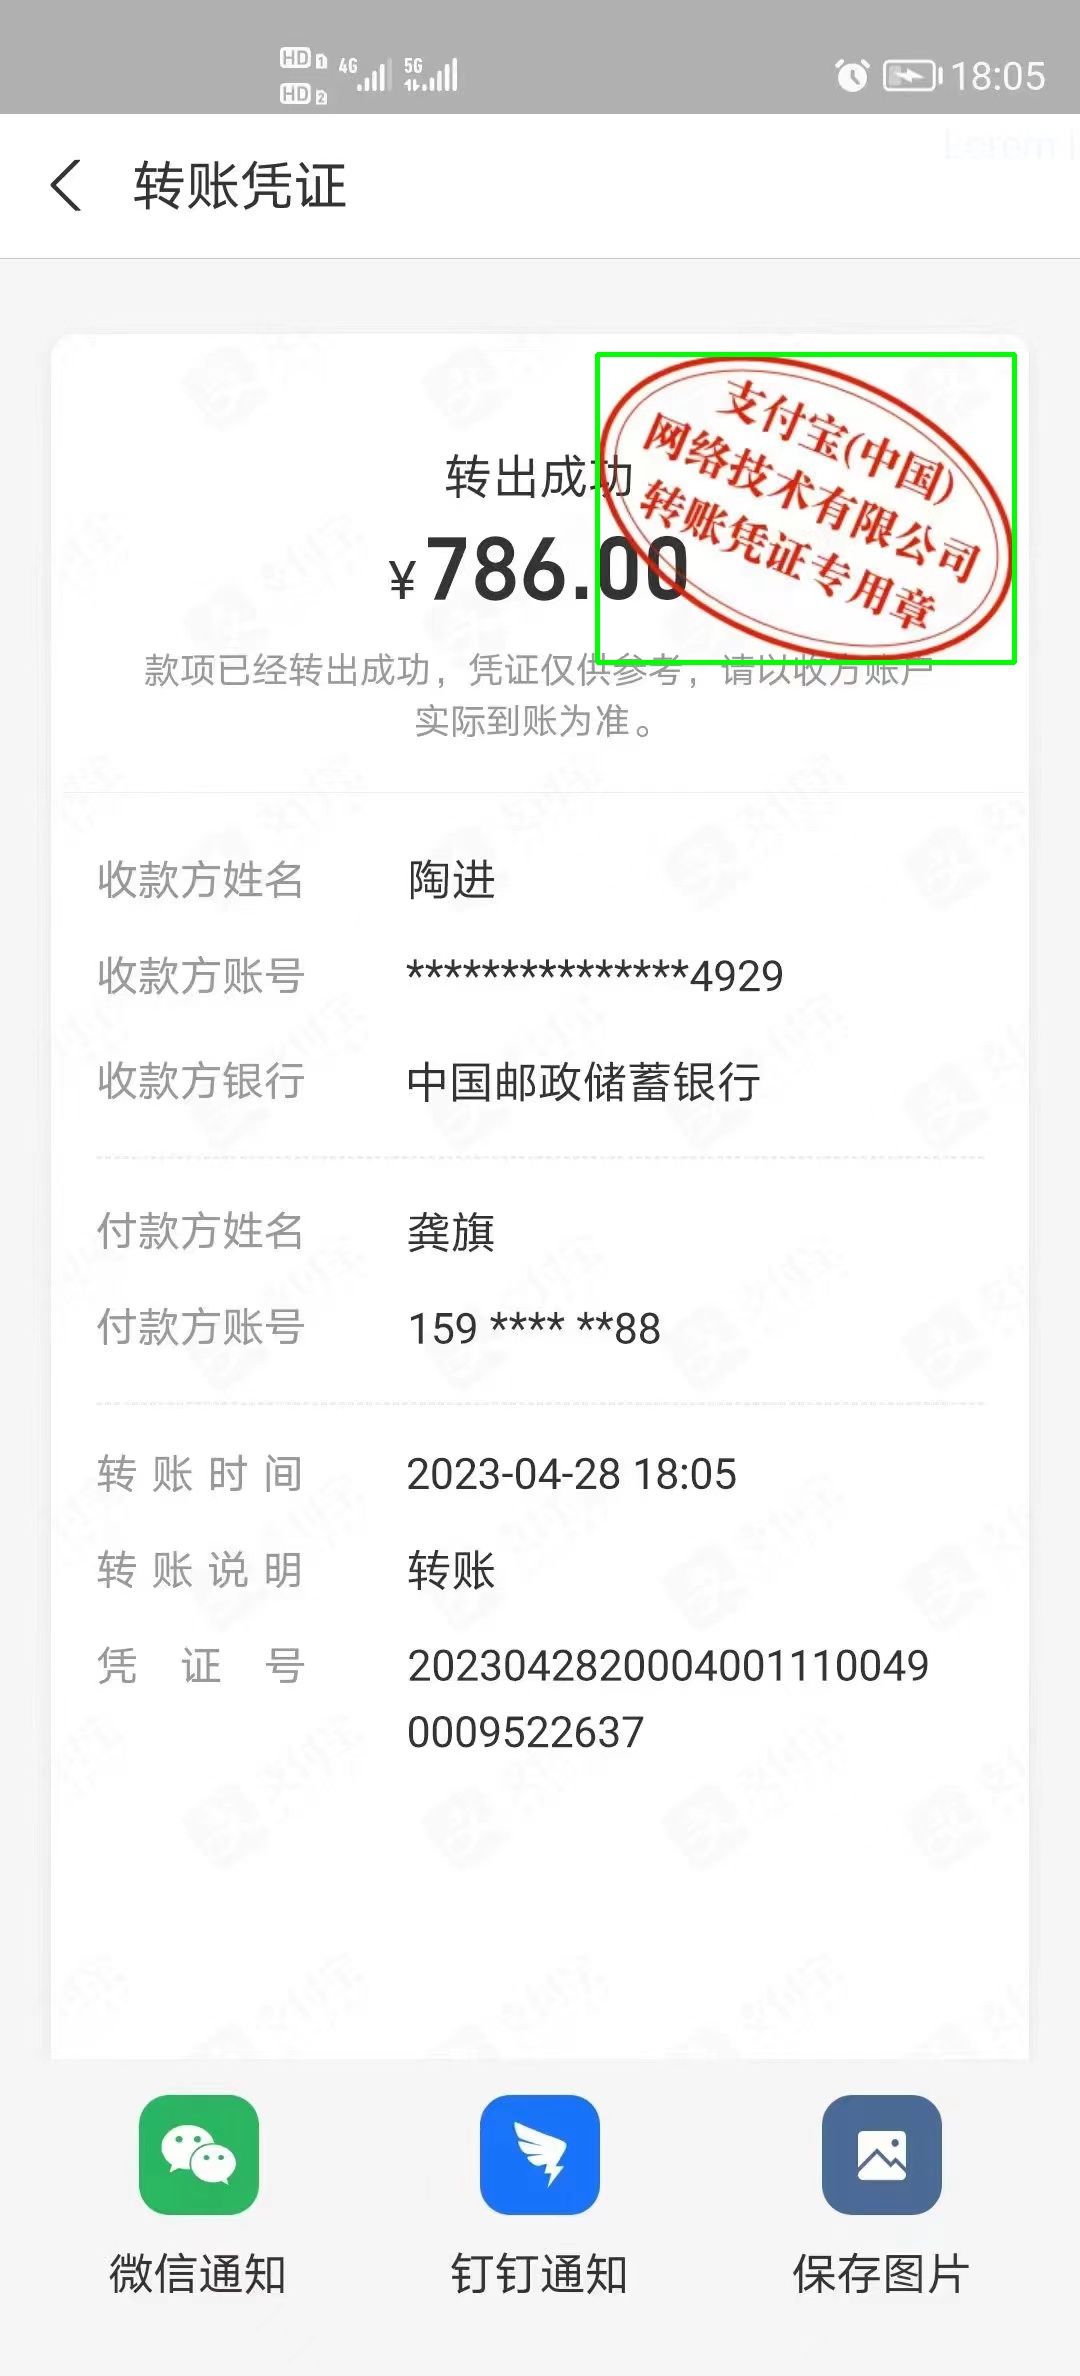 HD 1 4G 5G
HD 2
18:05
Lorem
转账凭证
支付宝(中国)
网络技术有限公司
转账凭证专用章
转出成功
¥786.00
款项已经转出成功，凭证仅供参考，请以收方账户
实际到账为准。
收款方姓名 陶进
收款方账号 ***************4929
收款方银行 中国邮政储蓄银行
付款方姓名 龚旗
付款方账号 159 **** **88
转账时间 2023-04-28 18:05
转账说明 转账
凭证号 2023042820004001110049
0009522637
微信通知 钉钉通知 保存图片